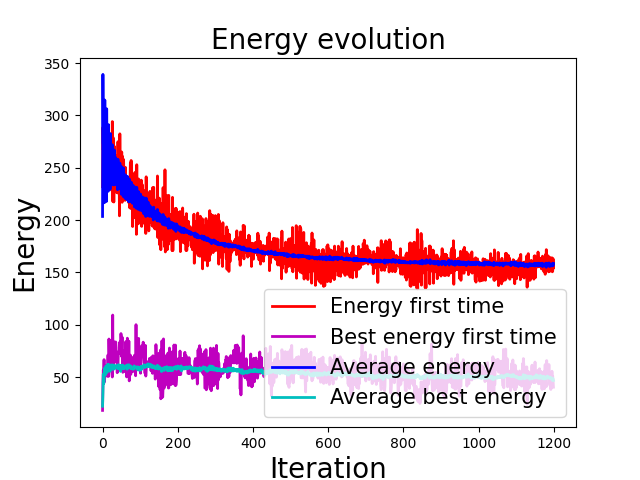 Energy evolution
Energy
350
300
250
200
150
100
50
0
200
400
600
800
1000
1200
Iteration
Energy first time
Best energy first time
Average energy
Average best energy